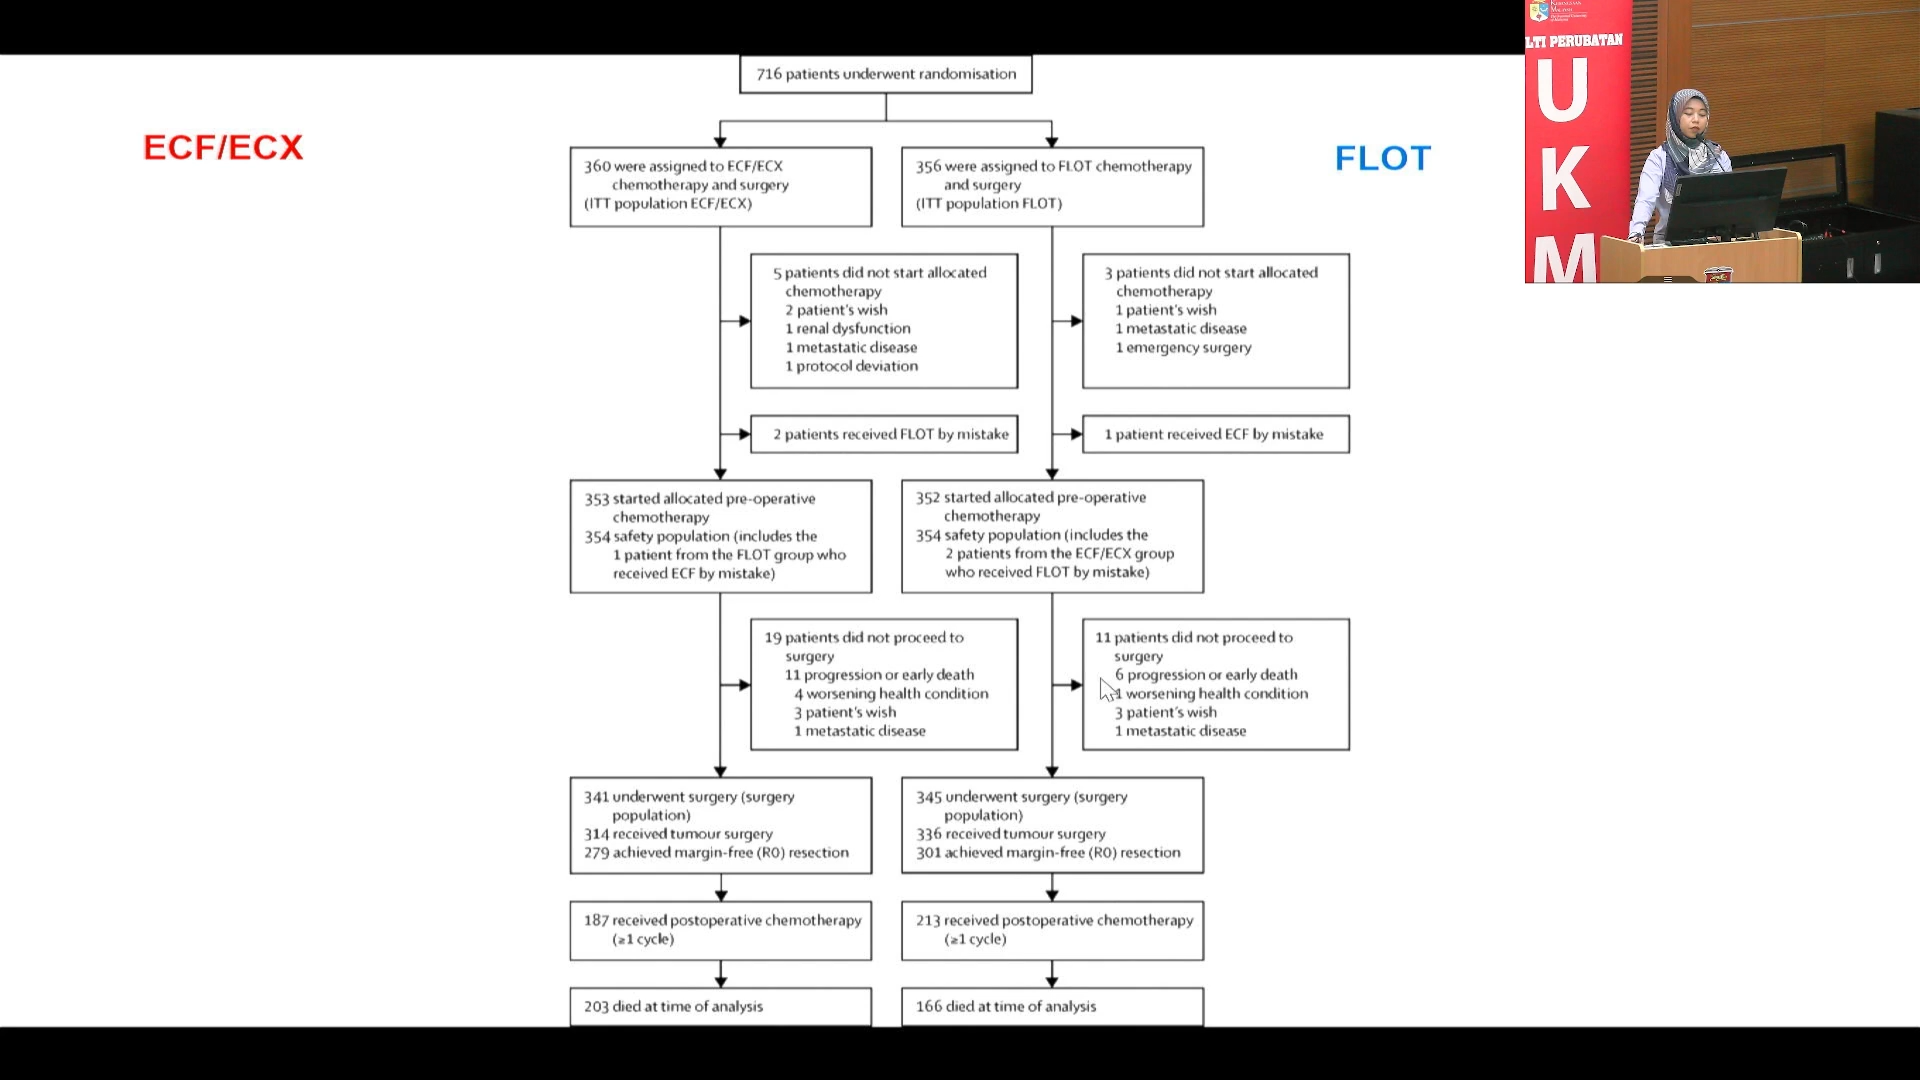 716 patients underwent randomisation
ECF/ECX
FLOT
360 were assigned to ECF/ECX
chemotherapy and surgery
(ITT population ECF/ECX)
356 were assigned to FLOT chemotherapy
and surgery
(ITT population FLOT)
5 patients did not start allocated
chemotherapy
2 patient's wish
1 renal dysfunction
1 metastatic disease
1 protocol deviation
3 patients did not start allocated
chemotherapy
1 patient's wish
1 metastatic disease
1 emergency surgery
2 patients received FLOT by mistake
1 patient received ECF by mistake
353 started allocated pre-operative
chemotherapy
354 safety population (includes the
1 patient from the FLOT group who
received ECF by mistake)
352 started allocated pre-operative
chemotherapy
354 safety population (includes the
2 patients from the ECF/ECX group
who received FLOT by mistake)
19 patients did not proceed to
surgery
11 progression or early death
4 worsening health condition
3 patient's wish
1 metastatic disease
11 patients did not proceed to
surgery
6 progression or early death
1 worsening health condition
3 patient's wish
1 metastatic disease
341 underwent surgery (surgery
population)
314 received tumour surgery
279 achieved margin-free (R0) resection
345 underwent surgery (surgery
population)
336 received tumour surgery
301 achieved margin-free (R0) resection
187 received postoperative chemotherapy
(≥1 cycle)
213 received postoperative chemotherapy
(≥1 cycle)
203 died at time of analysis
166 died at time of analysis
LTI PERUBATAN
U
K
M